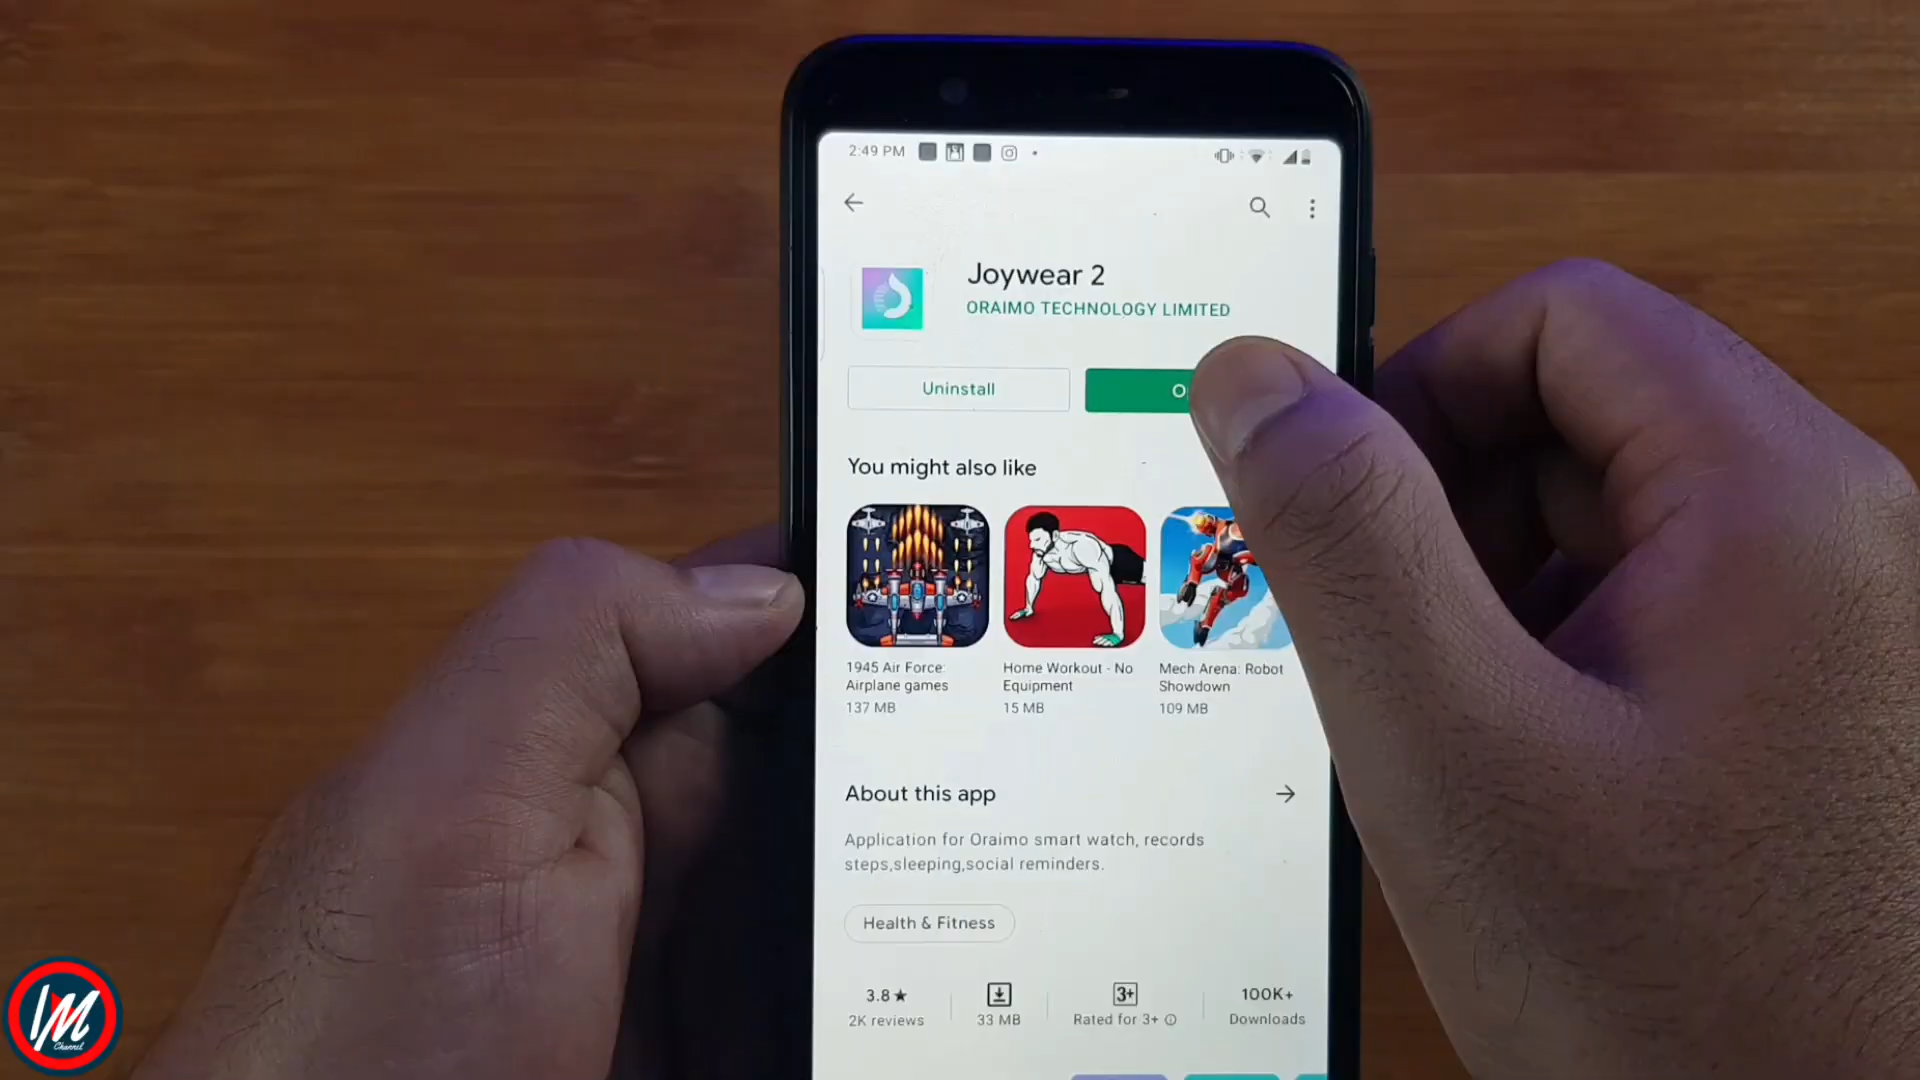 2:49 PM
Joywear 2
ORAIMO TECHNOLOGY LIMITED
Uninstall
O
You might also like
1945 Air Force:
Airplane games
137 MB
Home Workout - No
Equipment
15 MB
Mech Arena: Robot
Showdown
109 MB
About this app
Application for Oraimo smart watch, records
steps,sleeping,social reminders.
Health & Fitness
3.8★
2K reviews
33 MB
3+
Rated for 3+
100K+
Downloads
IM
Channel